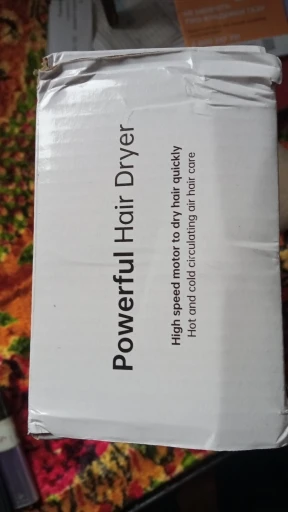 Powerful Hair Dryer
High speed motor to dry hair quickly
Hot and cold circulating air hair care